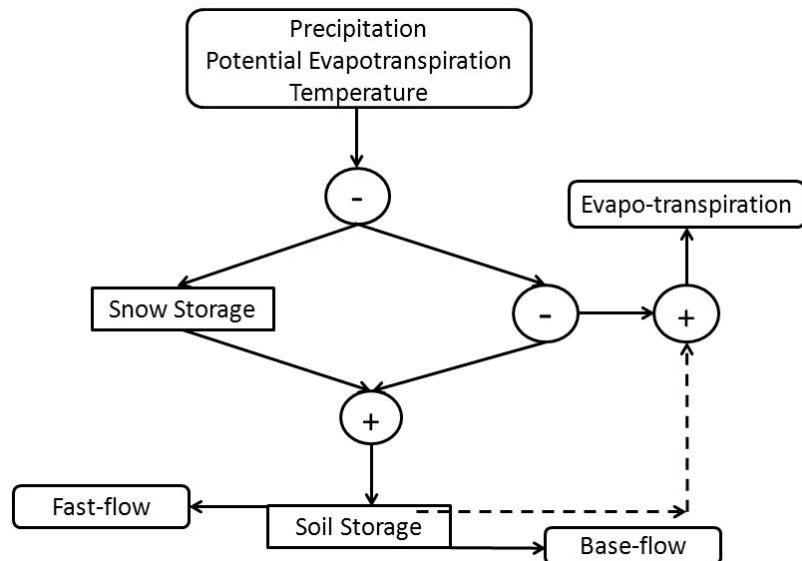 Precipitation
Potential Evapotranspiration
Temperature
-
Evapo-transpiration
Snow Storage
-
+
+
Fast-flow
Soil Storage
Base-flow